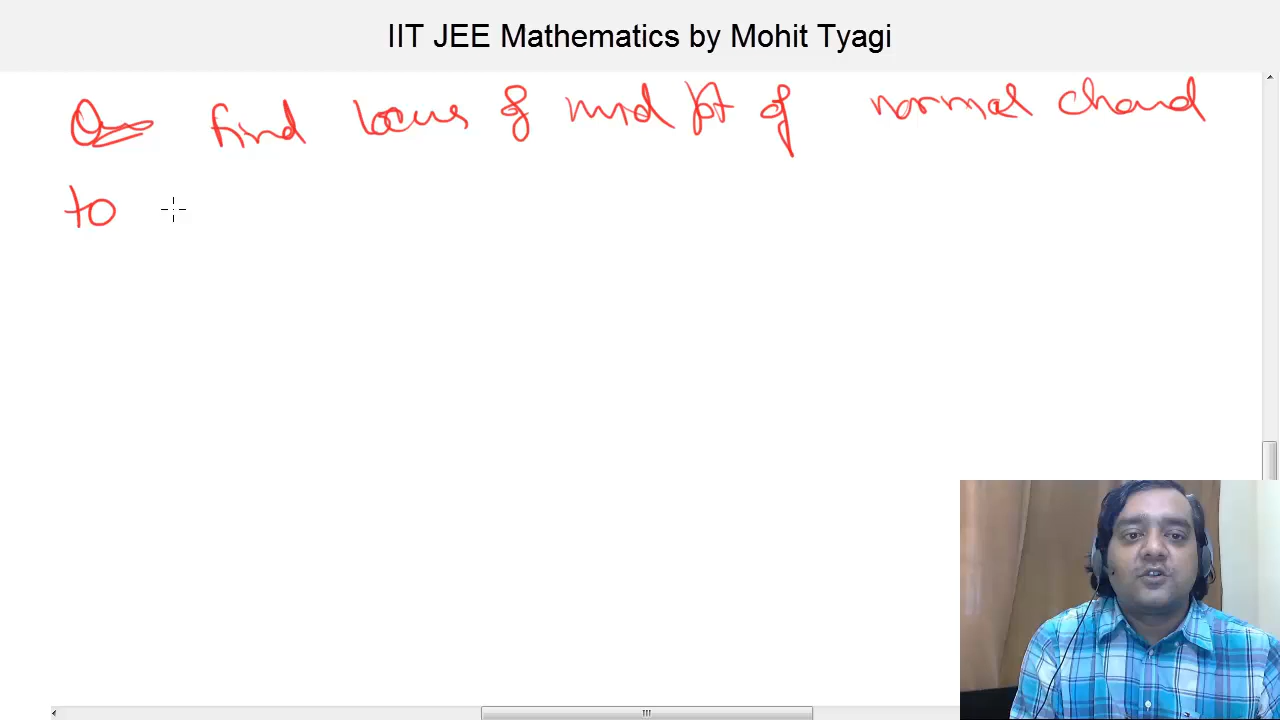 IIT JEE Mathematics by Mohit Tyagi
Q find locus of mid pt of normal chord
to